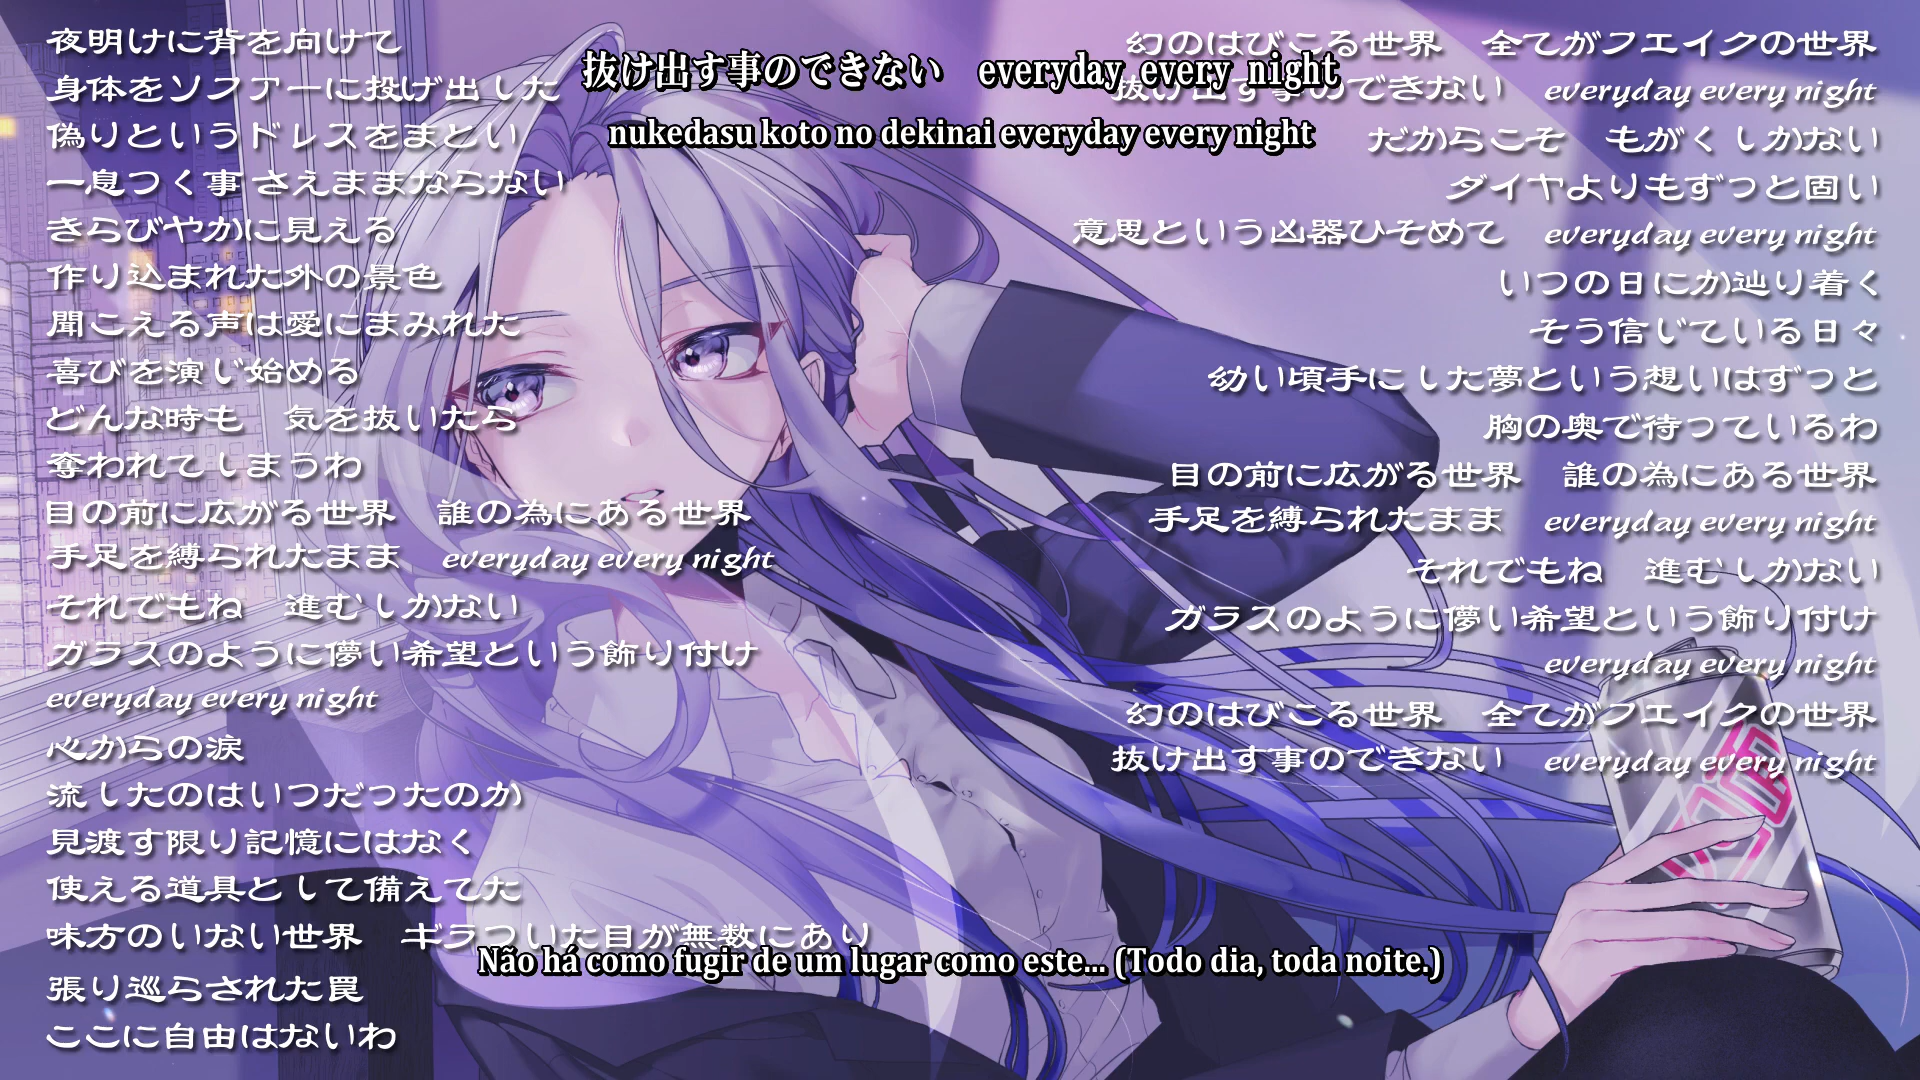 夜明けに背を向けて
身体をソファーに投げ出した
偽りというドレスをまとい
一息つく事さえままならない
きらびやかに見える
作り込まれた外の景色
聞こえる声は愛にまみれた
喜びを演じ始める
どんな時も　気を抜いたら
奪われてしまうわ
目の前に広がる世界　誰の為にある世界
手足を縛られたまま　everyday every night
それでもね　進むしかない
ガラスのように儚い希望という飾り付け
everyday every night
心からの涙
流したのはいつだったのか
見渡す限り記憶にはなく
使える道具として備えてた
味方のいない世界　ギラついた目が無数にあり
張り巡らされた罠
ここに自由はないわ
抜け出す事のできない　everyday every night
nukedasu koto no dekinai everyday every night
幻のはびこる世界　全てがフェイクの世界
抜け出す事のできない　everyday every night
だからこそ　もがくしかない
ダイヤよりもずっと固い
意思という凶器ひそめて　everyday every night
いつの日にか辿り着く
そう信じている日々
幼い頃手にした夢という想いはずっと
胸の奥で待っているわ
目の前に広がる世界　誰の為にある世界
手足を縛られたまま　everyday every night
それでもね　進むしかない
ガラスのように儚い希望という飾り付け
everyday every night
幻のはびこる世界　全てがフェイクの世界
抜け出す事のできない　everyday every night
Não há como fugir de um lugar como este... (Todo dia, toda noite.)